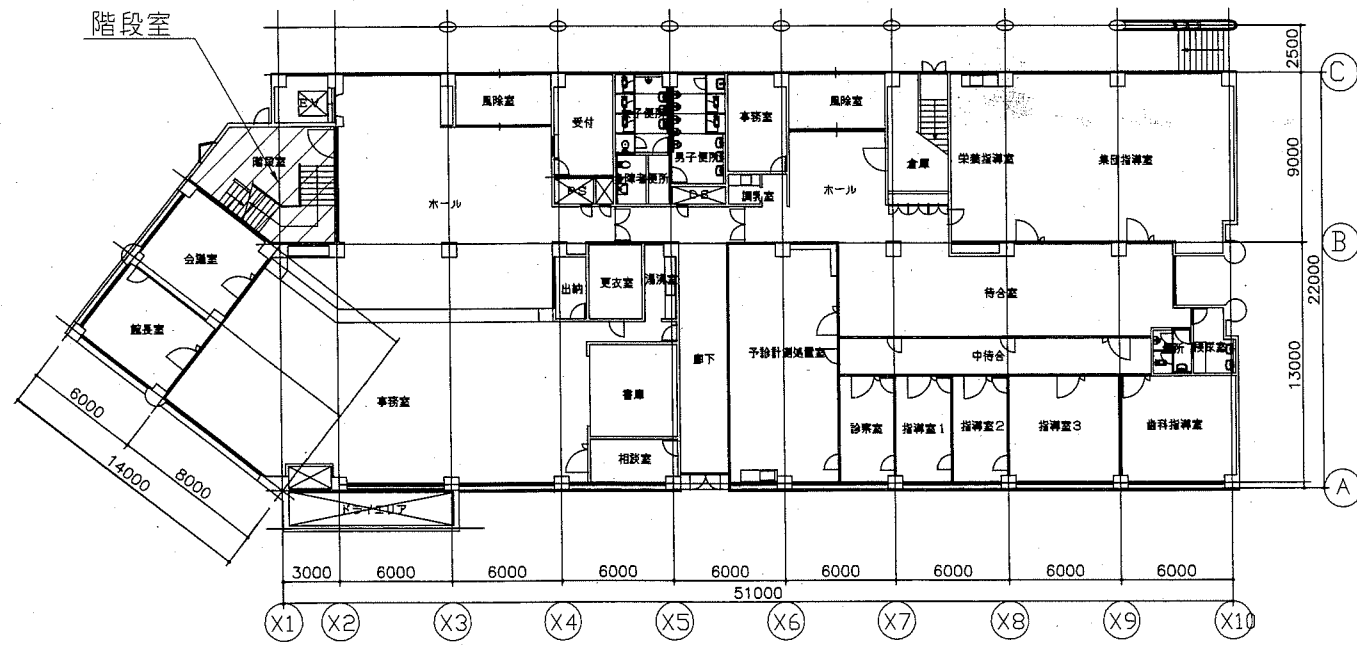 階段室
2500
C
EV
風除室
受付
女子便所
事務室
風除室
男子便所
倉庫
栄養指導室
集団指導室
9000
階段室
身障者便所
PS
DS
調乳室
ホール
ホール
B
会議室
出納
更衣室
湯沸室
待合室
22000
館長室
廊下
予診計測処置室
中待合
便所
検尿室
13000
6000
事務室
書庫
診察室
指導室1
指導室2
指導室3
歯科指導室
14000
8000
相談室
A
ドライエリア
3000
6000
6000
6000
6000
6000
6000
6000
6000
51000
X1
X2
X3
X4
X5
X6
X7
X8
X9
X10